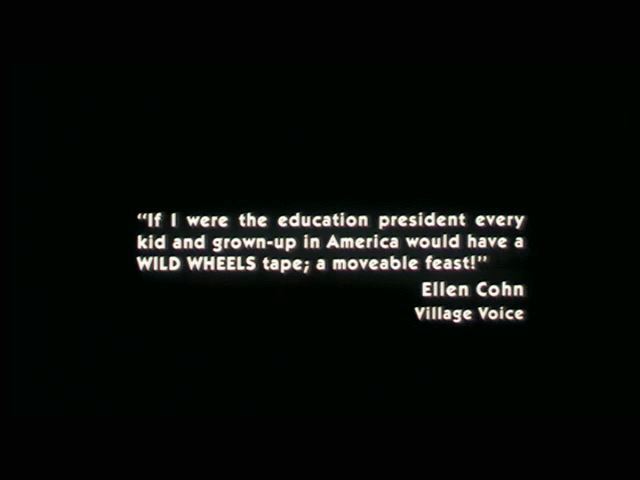 “If I were the education president every
kid and grown-up in America would have a
WILD WHEELS tape; a moveable feast!”
Ellen Cohn
Village Voice